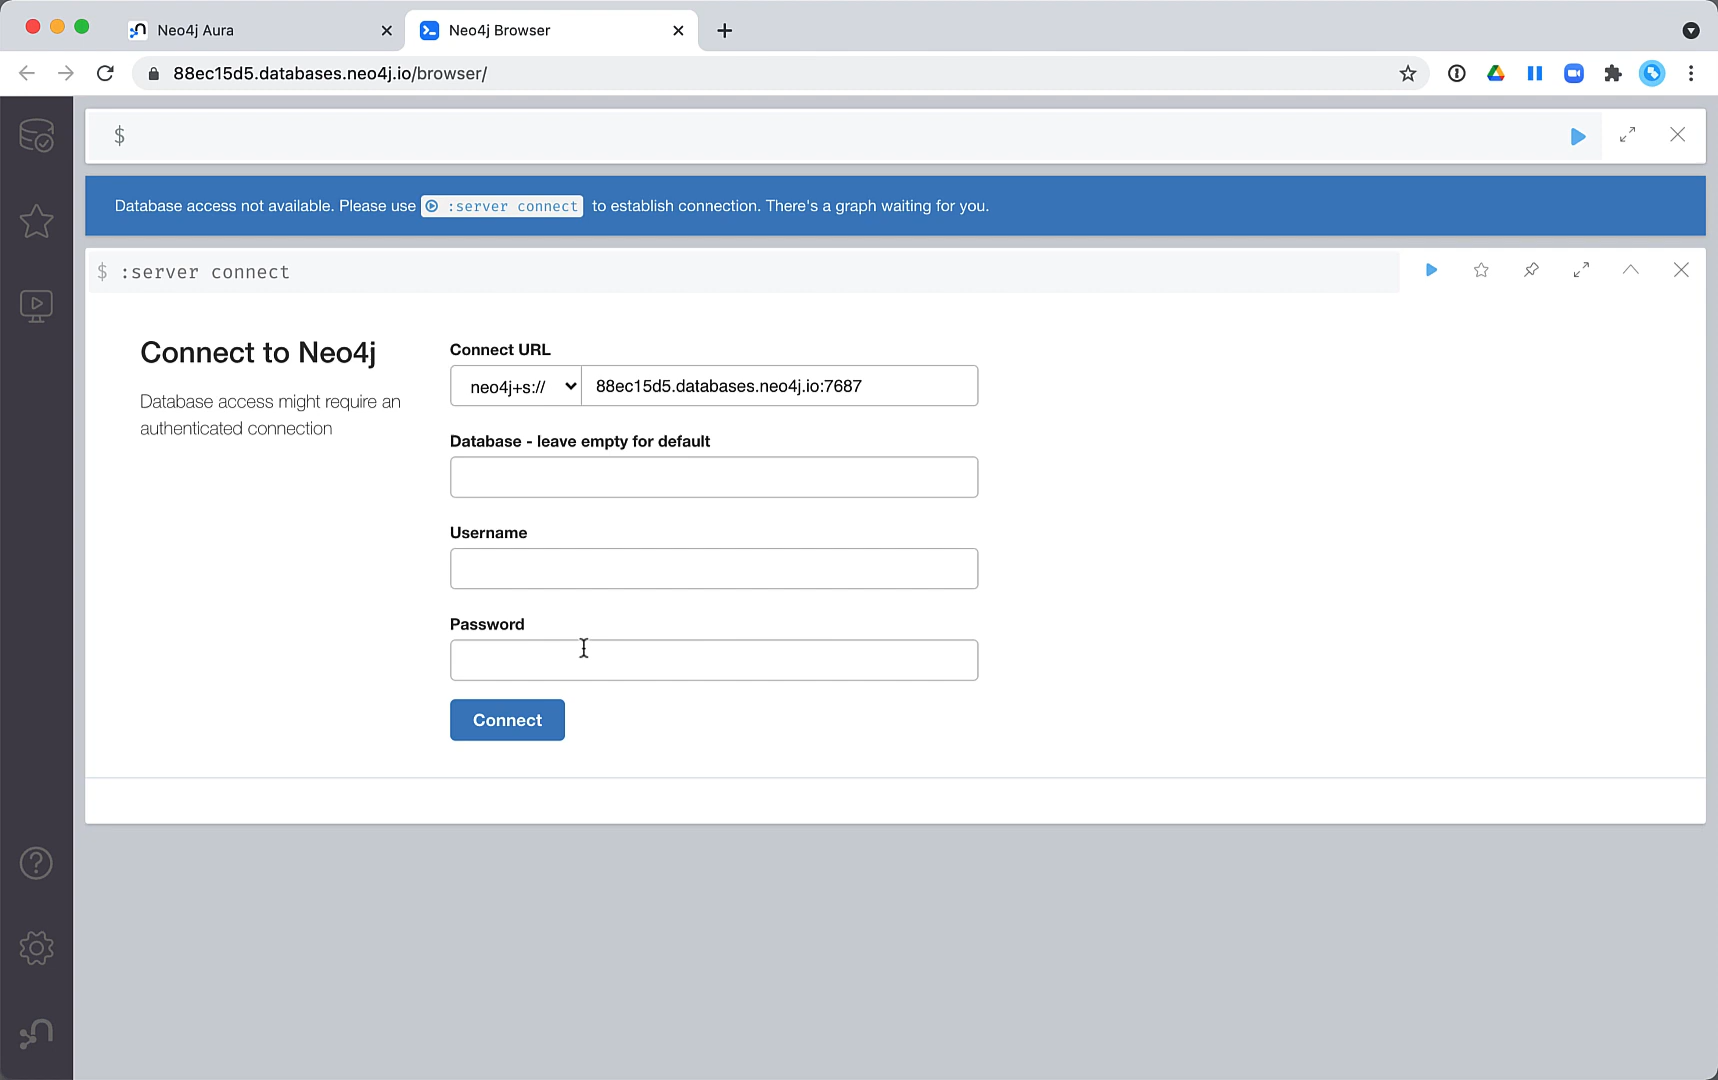 Neo4j Aura
Neo4j Browser
88ec15d5.databases.neo4j.io/browser/
$
Database access not available. Please use :server connect to establish connection. There's a graph waiting for you.
$ :server connect
Connect to Neo4j
Database access might require an
authenticated connection
Connect URL
neo4j+s:// 88ec15d5.databases.neo4j.io:7687
Database - leave empty for default
Username
Password
Connect